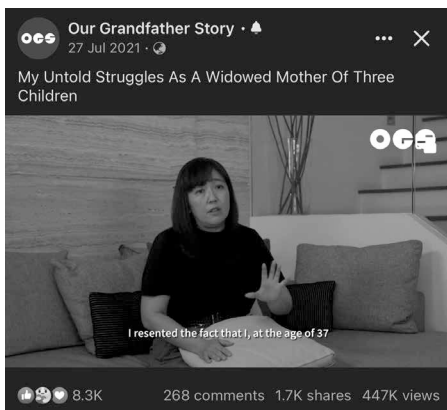 OGS
Our Grandfather Story ·
27 Jul 2021 ·
My Untold Struggles As A Widowed Mother Of Three
Children
OGS
I resented the fact that I, at the age of 37
8.3K 268 comments 1.7K shares 447K views